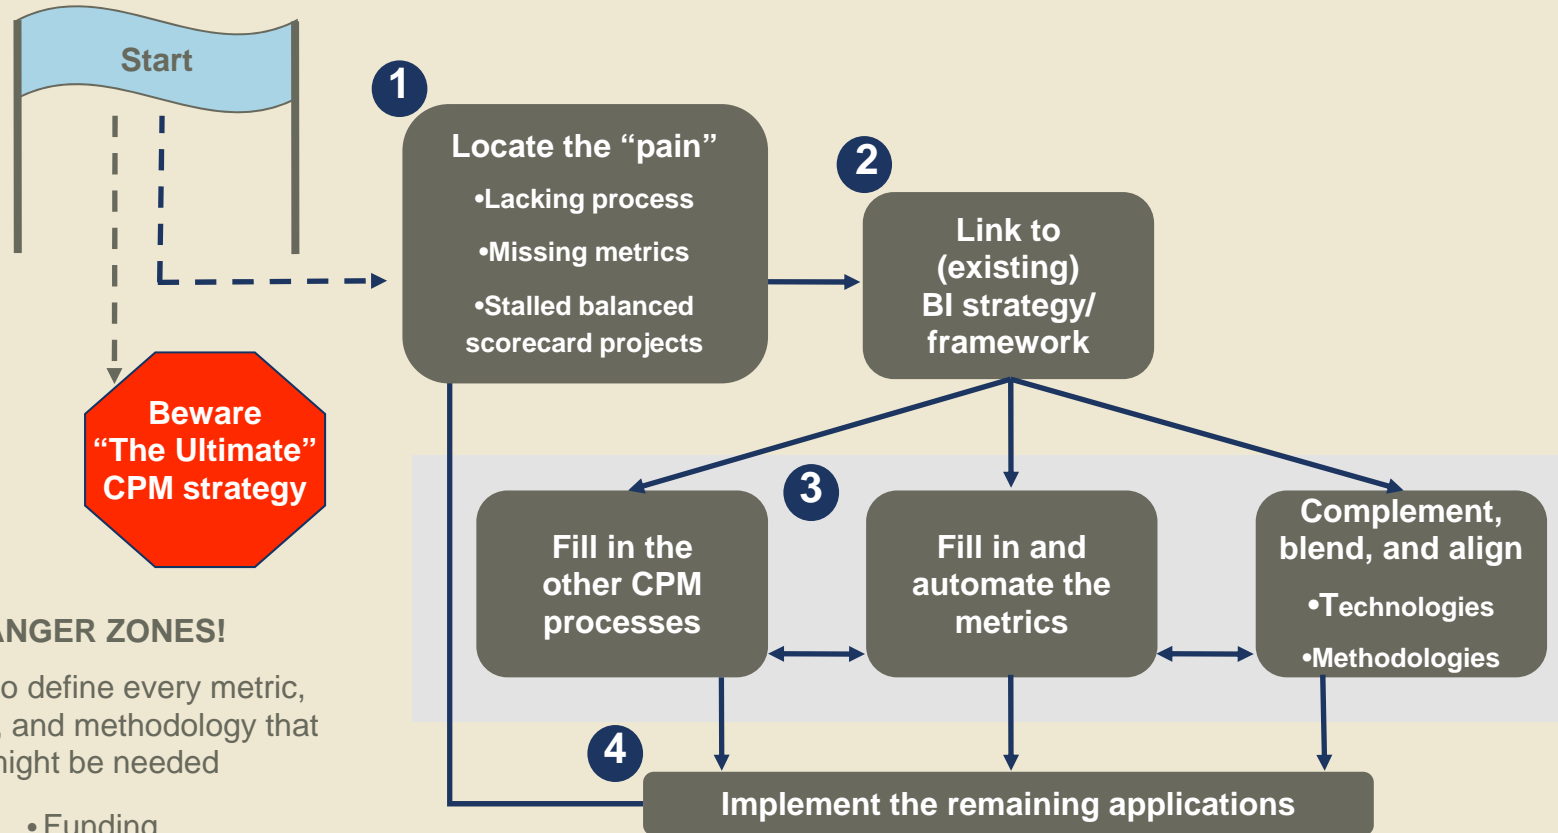 Start
1
Locate the “pain”
•Lacking process
•Missing metrics
•Stalled balanced
scorecard projects
2
Link to
(existing)
BI strategy/
framework
Beware
“The Ultimate”
CPM strategy
3
Fill in the
other CPM
processes
Fill in and
automate the
metrics
Complement,
blend, and align
•Technologies
•Methodologies
ZONES!
o define every metric,
, and methodology that
might be needed
•Funding
4
Implement the remaining applications